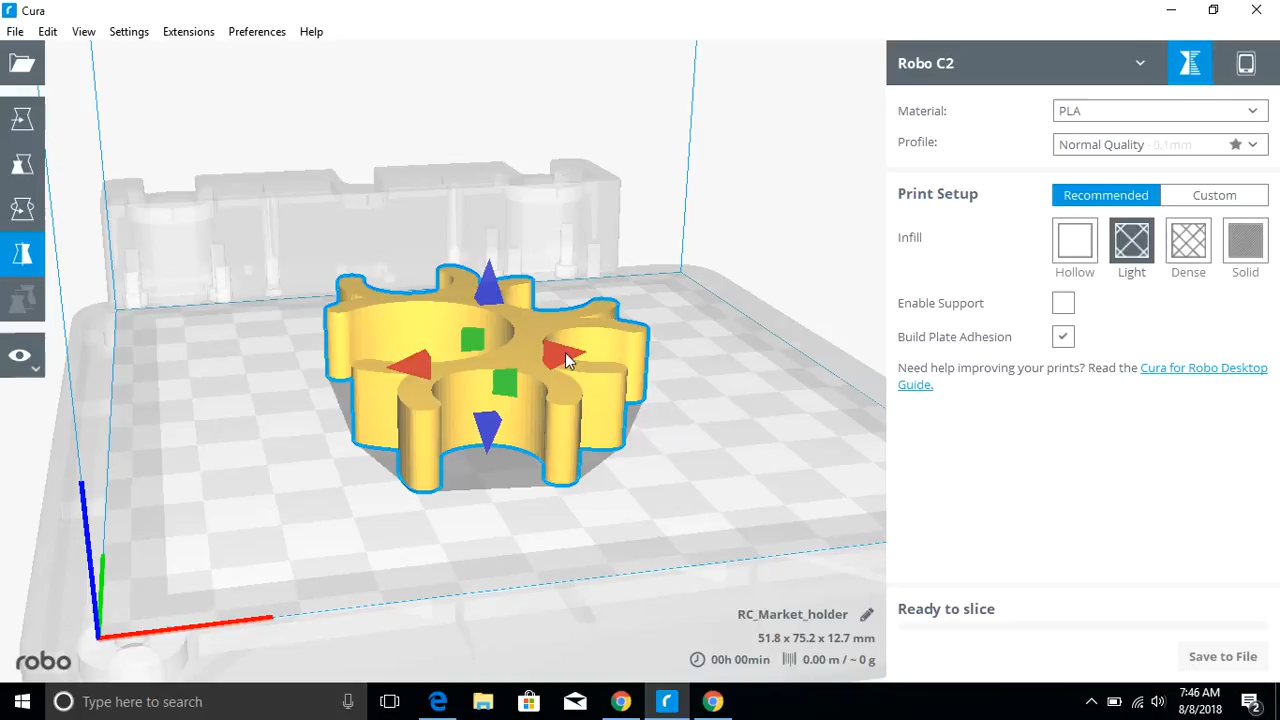 Cura
File Edit View Settings Extensions Preferences Help
Robo C2
Material: PLA
Profile: Normal Quality - 0.1mm
Print Setup Recommended Custom
Infill
Hollow Light Dense Solid
Enable Support
Build Plate Adhesion
Need help improving your prints? Read the Cura for Robo Desktop
Guide.
RC_Market_holder
51.8 x 75.2 x 12.7 mm
00h 00min 0.00 m / ~ 0 g
Ready to slice
Save to File
robo
Type here to search
7:46 AM
8/8/2018
2